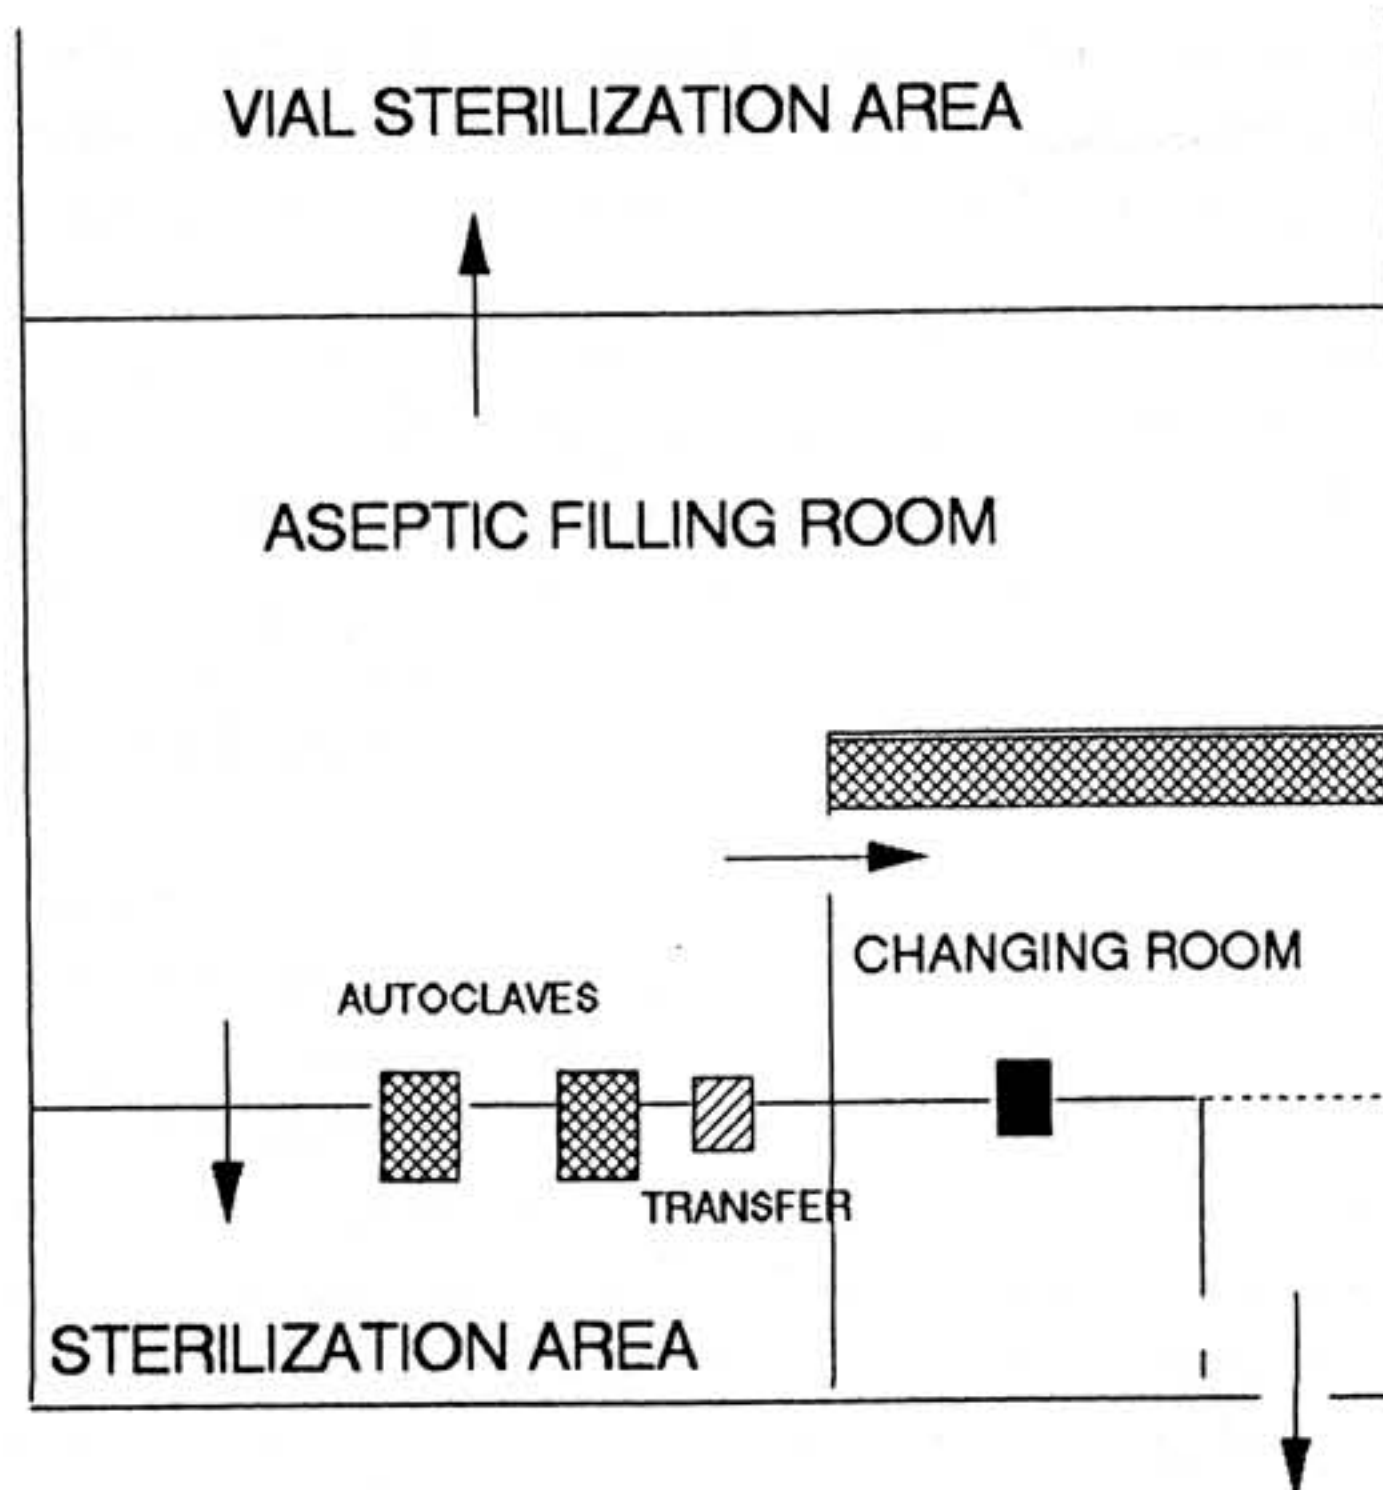 VIAL STERILIZATION AREA
ASEPTIC FILLING ROOM
CHANGING ROOM
AUTOCLAVES
TRANSFER
STERILIZATION AREA